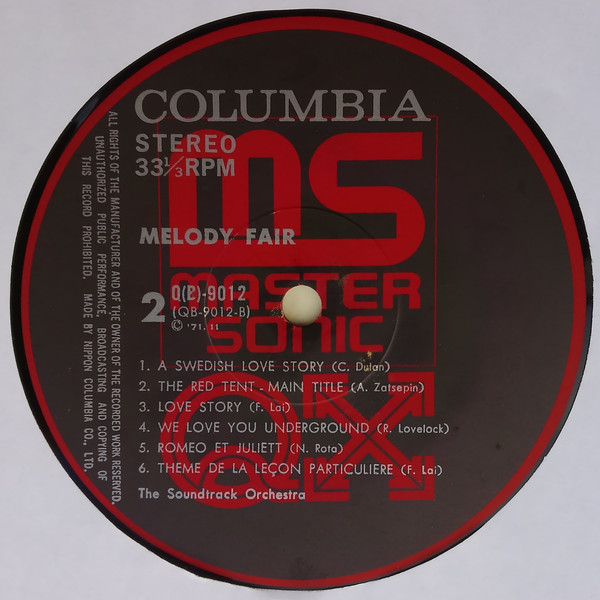 COLUMBIA
STEREO
33 1/3 RPM
MS
MELODY FAIR
MASTER
SONIC
2
Q(B)-9012
(QB-9012-B)
© '71. 11
1. A SWEDISH LOVE STORY (C. Dulan)
2. THE RED TENT - MAIN TITLE (A. Zatsepin)
3. LOVE STORY (F. Lai)
4. WE LOVE YOU UNDERGROUND (R. Lovelock)
5. ROMEO ET JULIETT (N. Rota)
6. THEME DE LA LEÇON PARTICULIERE (F. Lai)
The Soundtrack Orchestra
ALL RIGHTS OF THE MANUFACTURER AND OF THE OWNER OF THE RECORDED WORK RESERVED.
UNAUTHORIZED PUBLIC PERFORMANCE, BROADCASTING AND COPYING OF
THIS RECORD PROHIBITED. MADE BY NIPPON COLUMBIA CO., LTD.